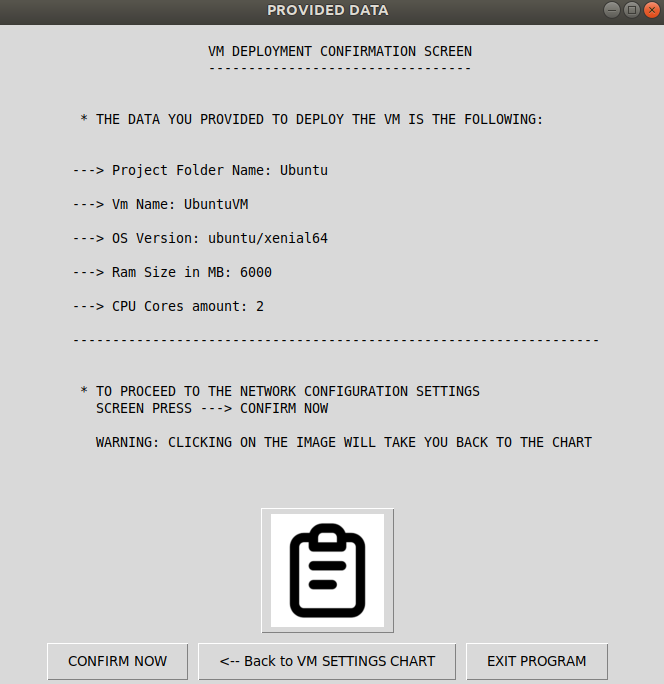 PROVIDED DATA
VM DEPLOYMENT CONFIRMATION SCREEN
---------------------------------
* THE DATA YOU PROVIDED TO DEPLOY THE VM IS THE FOLLOWING:
---> Project Folder Name: Ubuntu
---> Vm Name: UbuntuVM
---> OS Version: ubuntu/xenial64
---> Ram Size in MB: 6000
---> CPU Cores amount: 2
------------------------------------------------------------------
* TO PROCEED TO THE NETWORK CONFIGURATION SETTINGS
SCREEN PRESS ---> CONFIRM NOW
WARNING: CLICKING ON THE IMAGE WILL TAKE YOU BACK TO THE CHART
CONFIRM NOW
<-- Back to VM SETTINGS CHART
EXIT PROGRAM